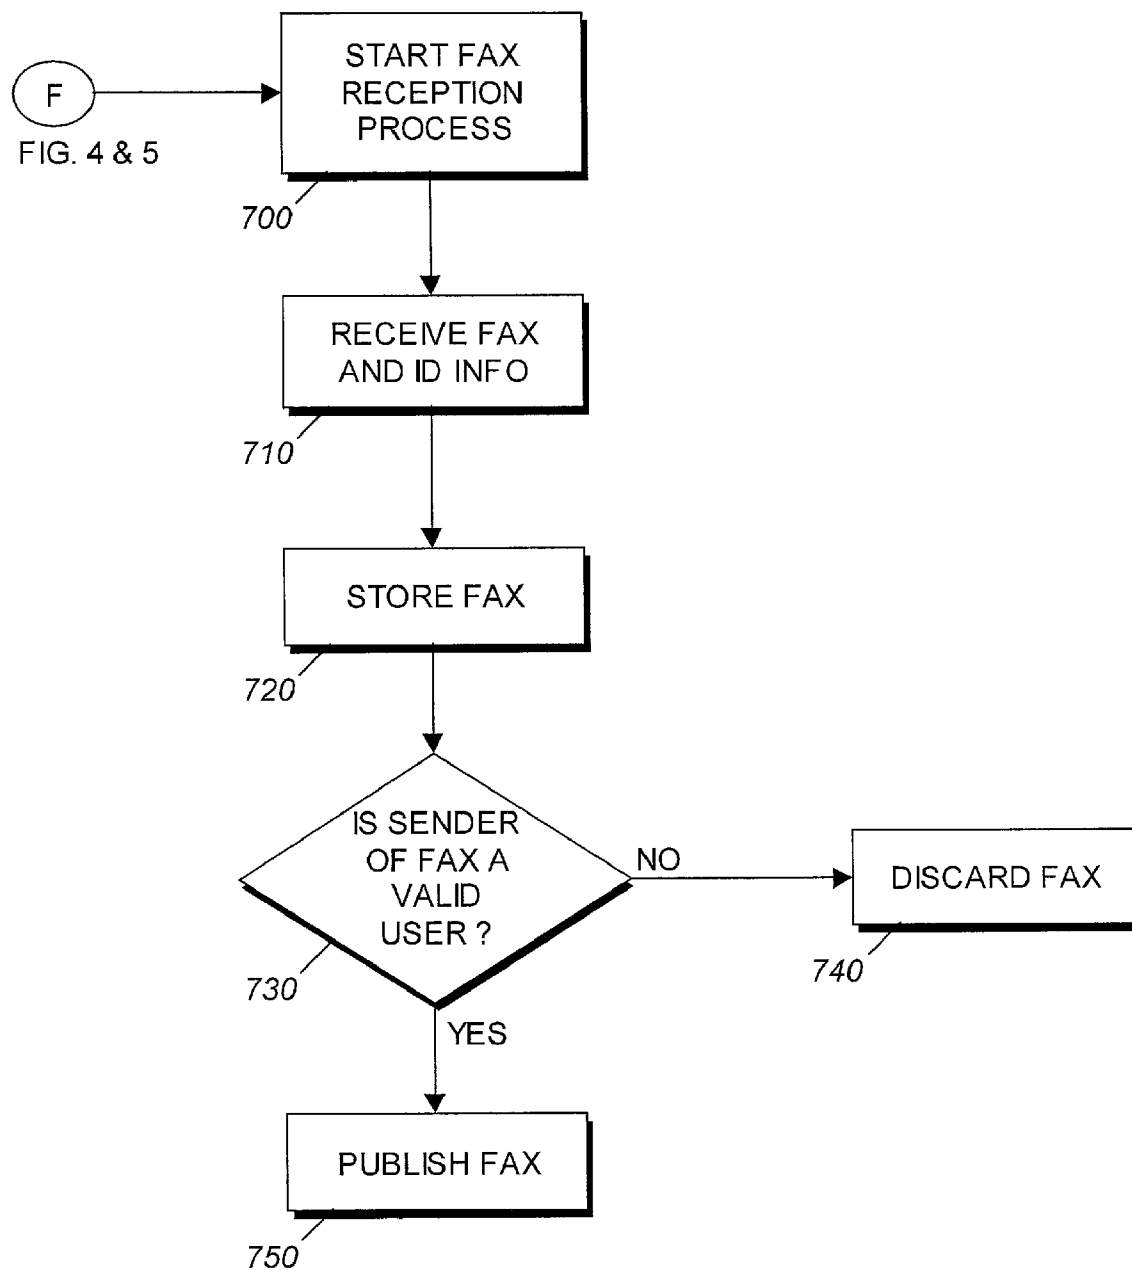 START FAX
RECEPTION
PROCESS
F
FIG. 4 & 5
700
RECEIVE FAX
AND ID INFO
710
STORE FAX
720
IS SENDER
OF FAX A
VALID
USER ?
NO
DISCARD FAX
730
740
YES
PUBLISH FAX
750